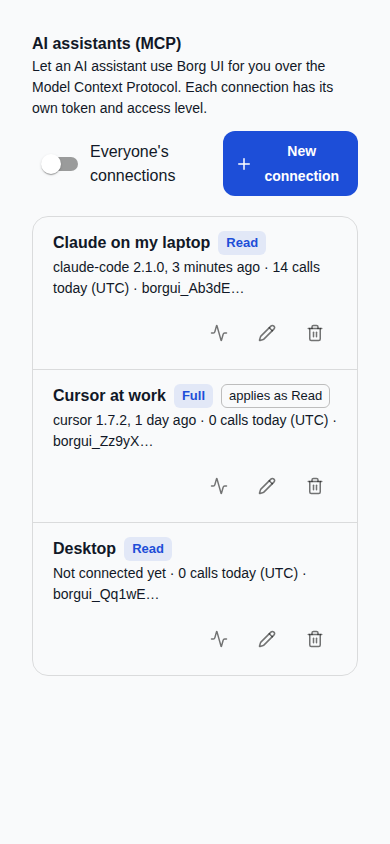 AI assistants (MCP)
Let an AI assistant use Borg UI for you over the
Model Context Protocol. Each connection has its
own token and access level.
Everyone's
connections
New
connection
Claude on my laptop Read
claude-code 2.1.0, 3 minutes ago · 14 calls
today (UTC) · borgui_Ab3dE…
Cursor at work Full applies as Read
cursor 1.7.2, 1 day ago · 0 calls today (UTC) ·
borgui_Zz9yX…
Desktop Read
Not connected yet · 0 calls today (UTC) ·
borgui_Qq1wE…